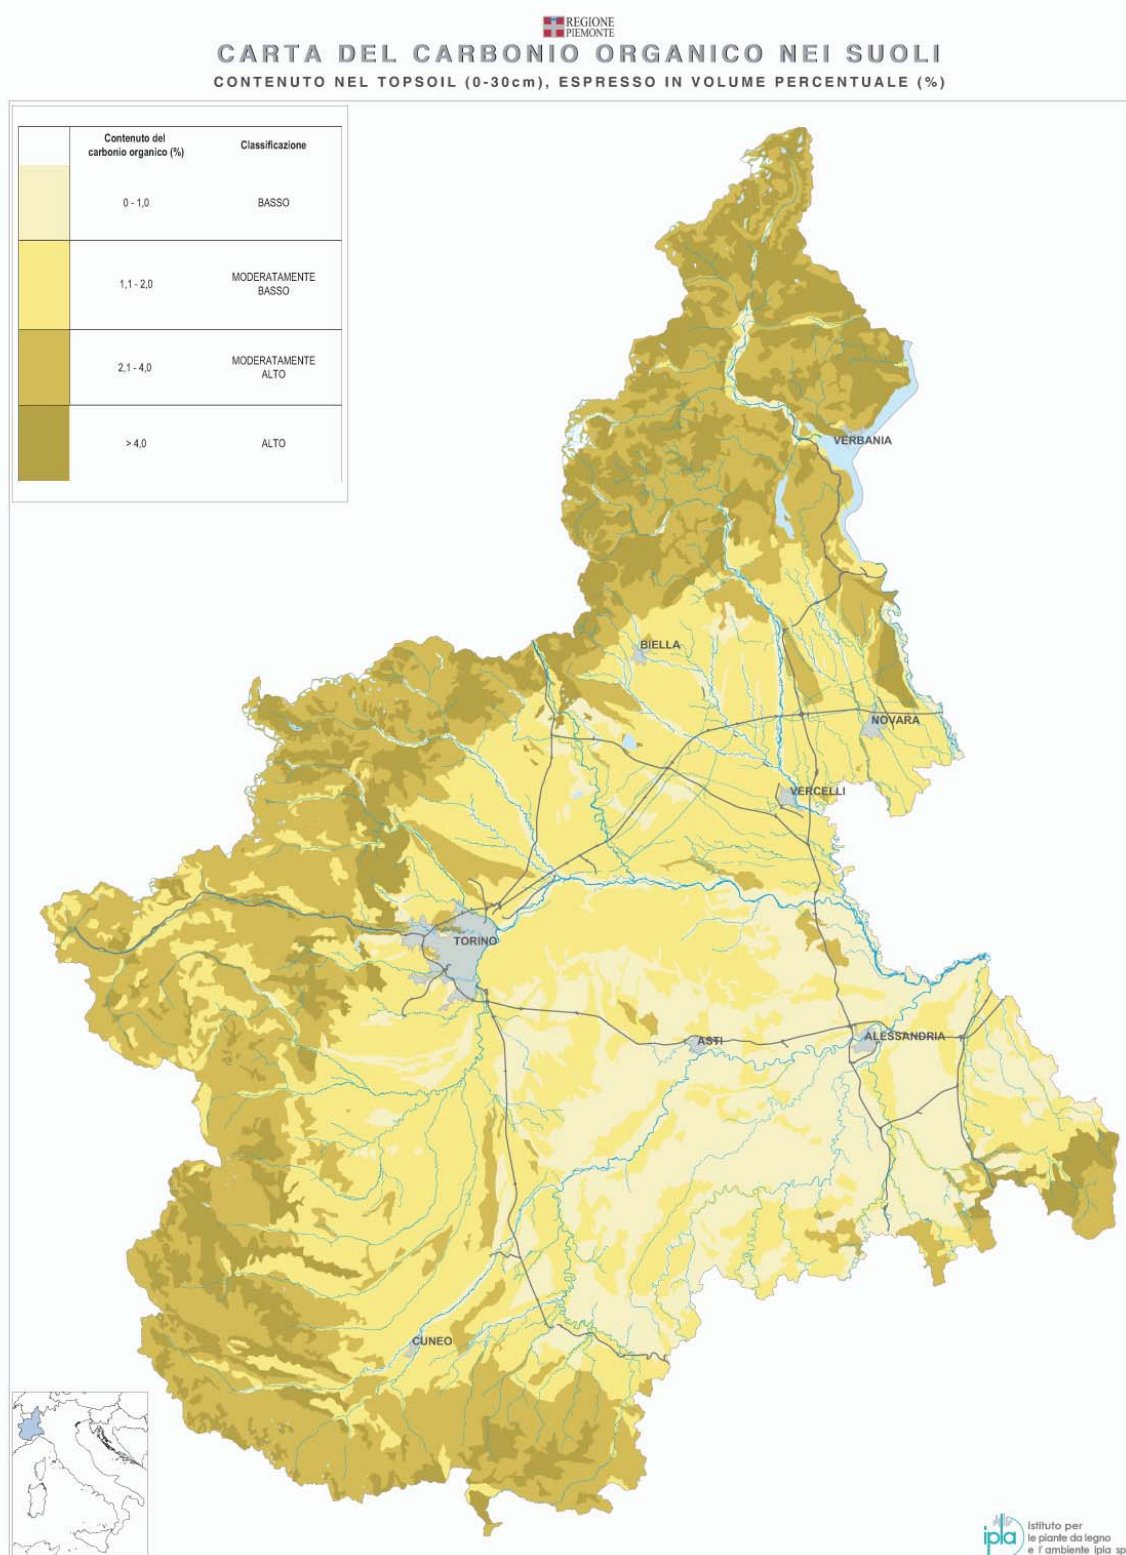 REGIONE
PIEMONTE
CARTA DEL CARBONIO ORGANICO NEI SUOLI
CONTENUTO NEL TOPSOIL (0-30cm), ESPRESSO IN VOLUME PERCENTUALE (%)
Contenuto del
carbonio organico (%)
Classificazione
0 - 1,0
BASSO
1,1 - 2,0
MODERATAMENTE
BASSO
2,1 - 4,0
MODERATAMENTE
ALTO
> 4,0
ALTO
VERBANIA
BIELLA
NOVARA
VERCELLI
TORINO
ASTI
ALESSANDRIA
CUNEO
ipla
istituto per
le piante da legno
e l'ambiente ipla sp